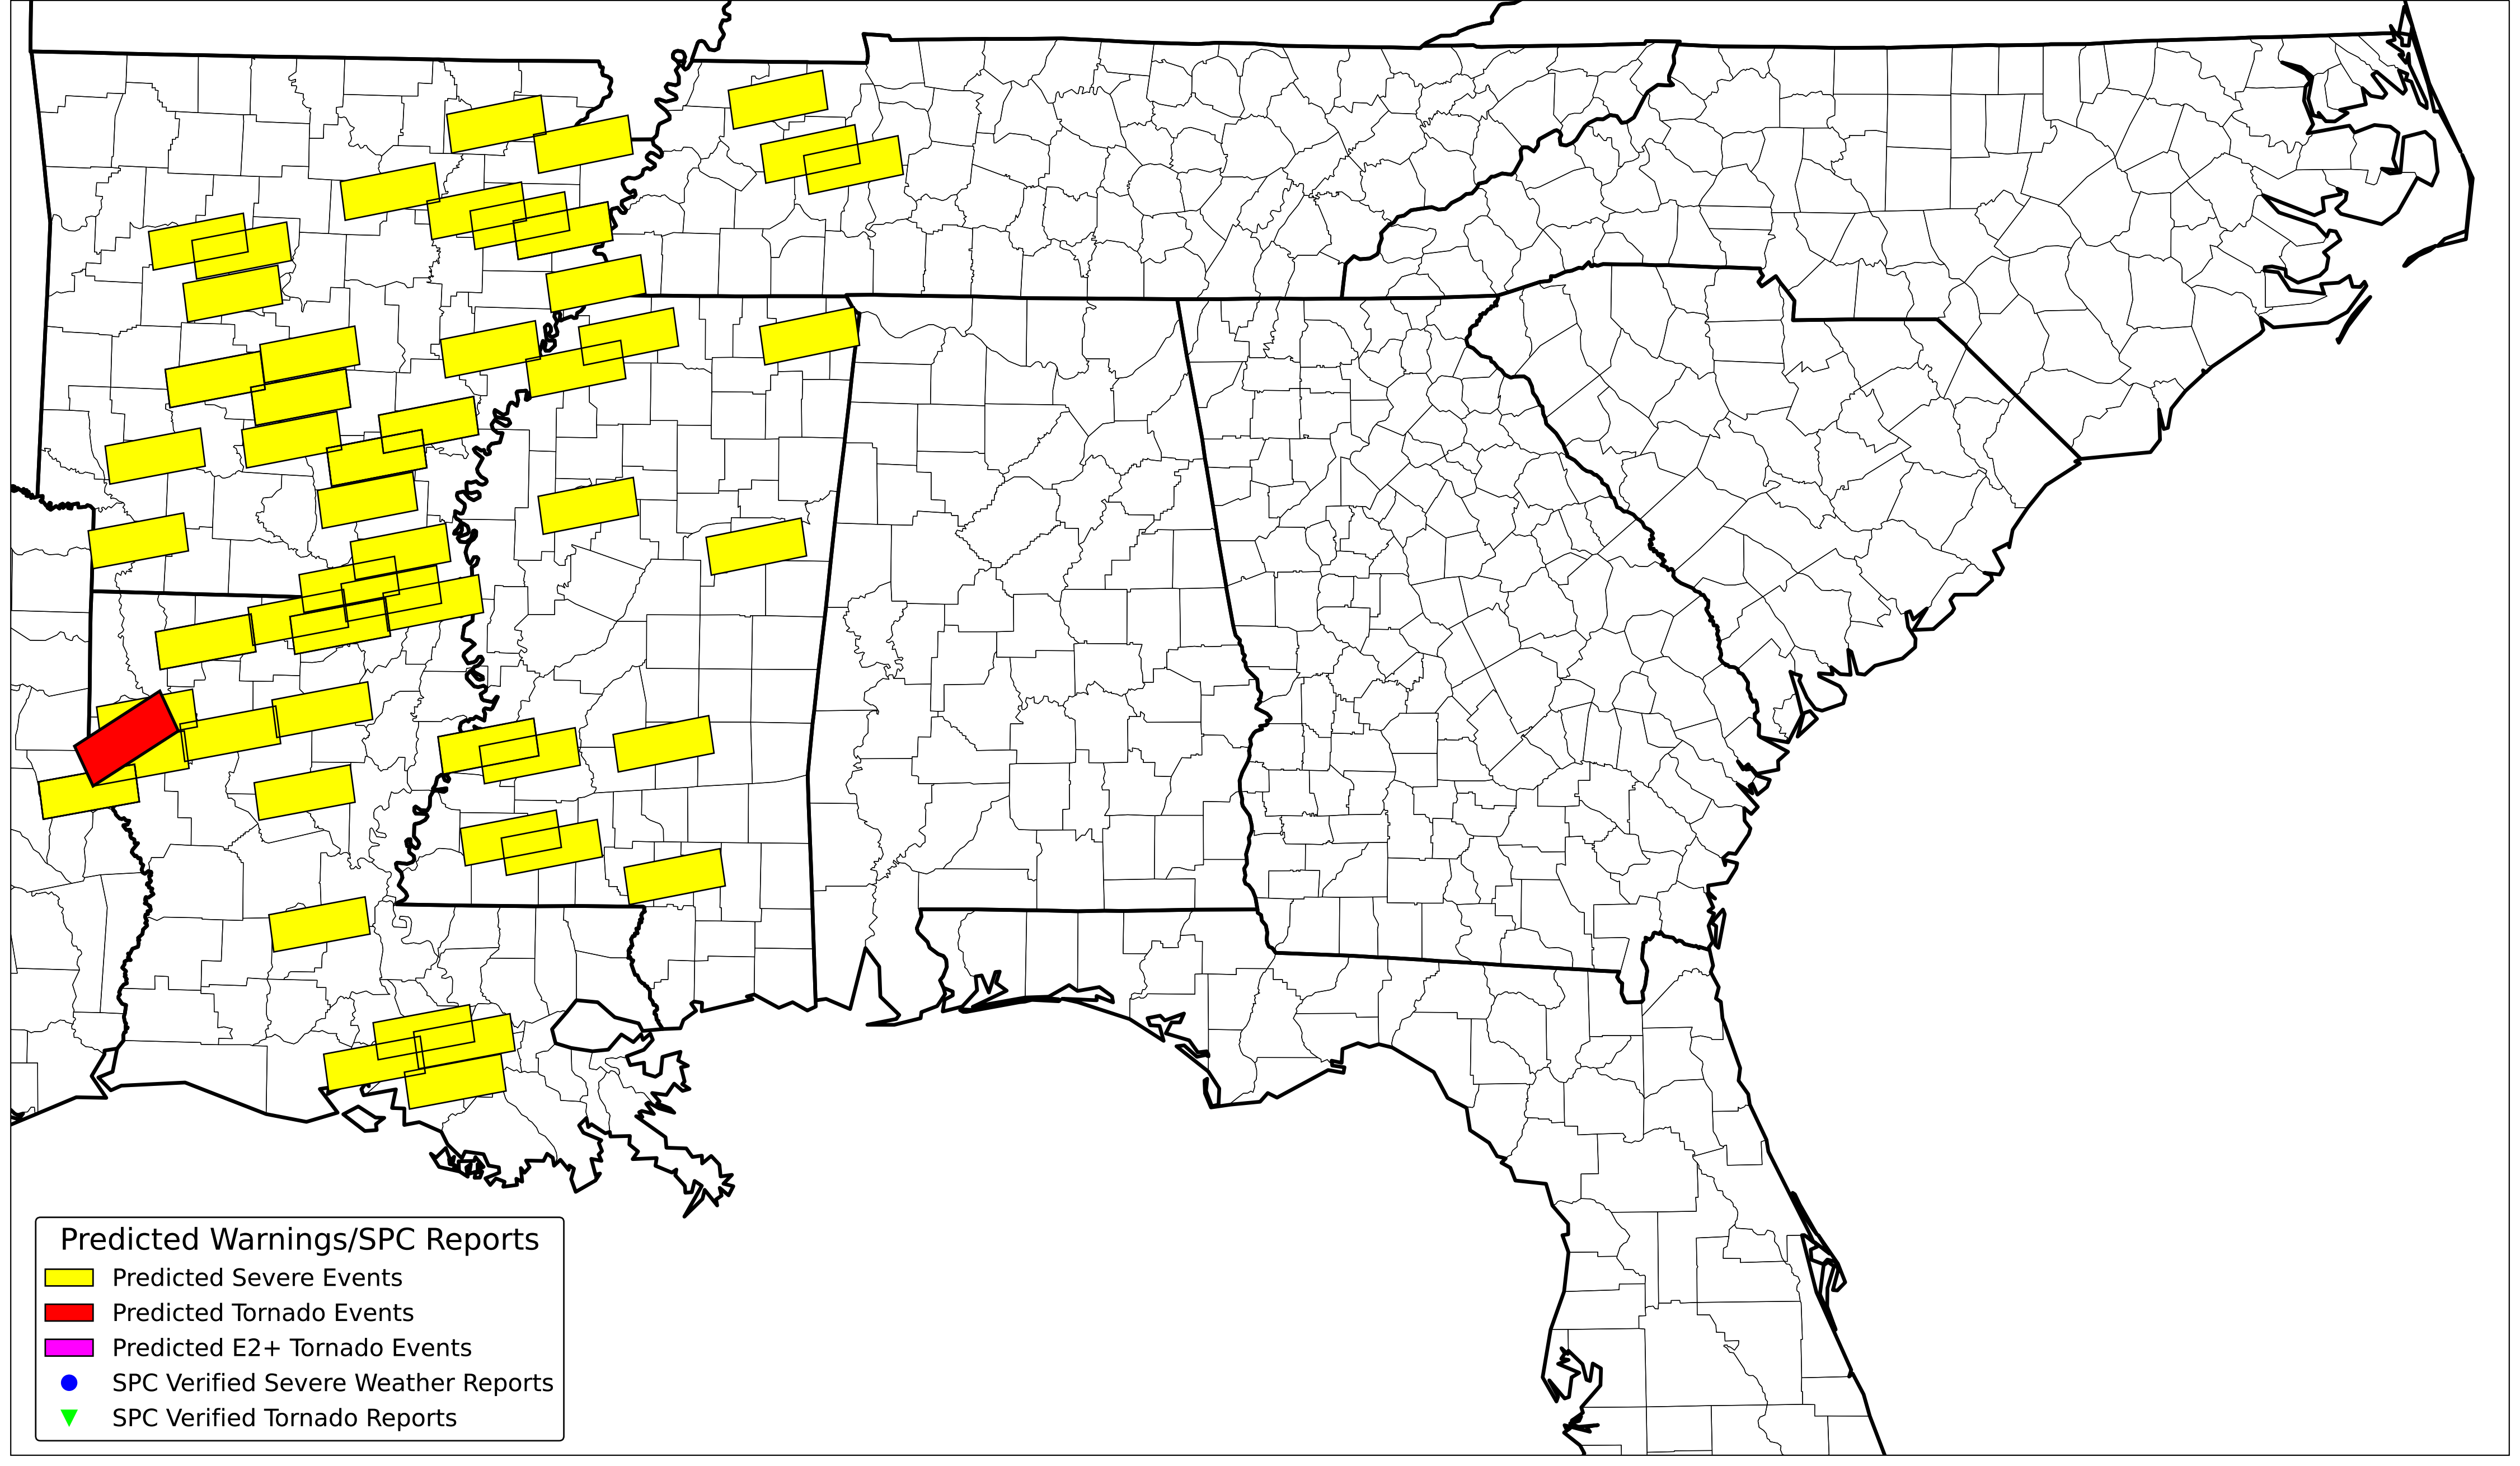 Predicted Warnings/SPC Reports
Predicted Severe Events
Predicted Tornado Events
Predicted E2+ Tornado Events
SPC Verified Severe Weather Reports
SPC Verified Tornado Reports